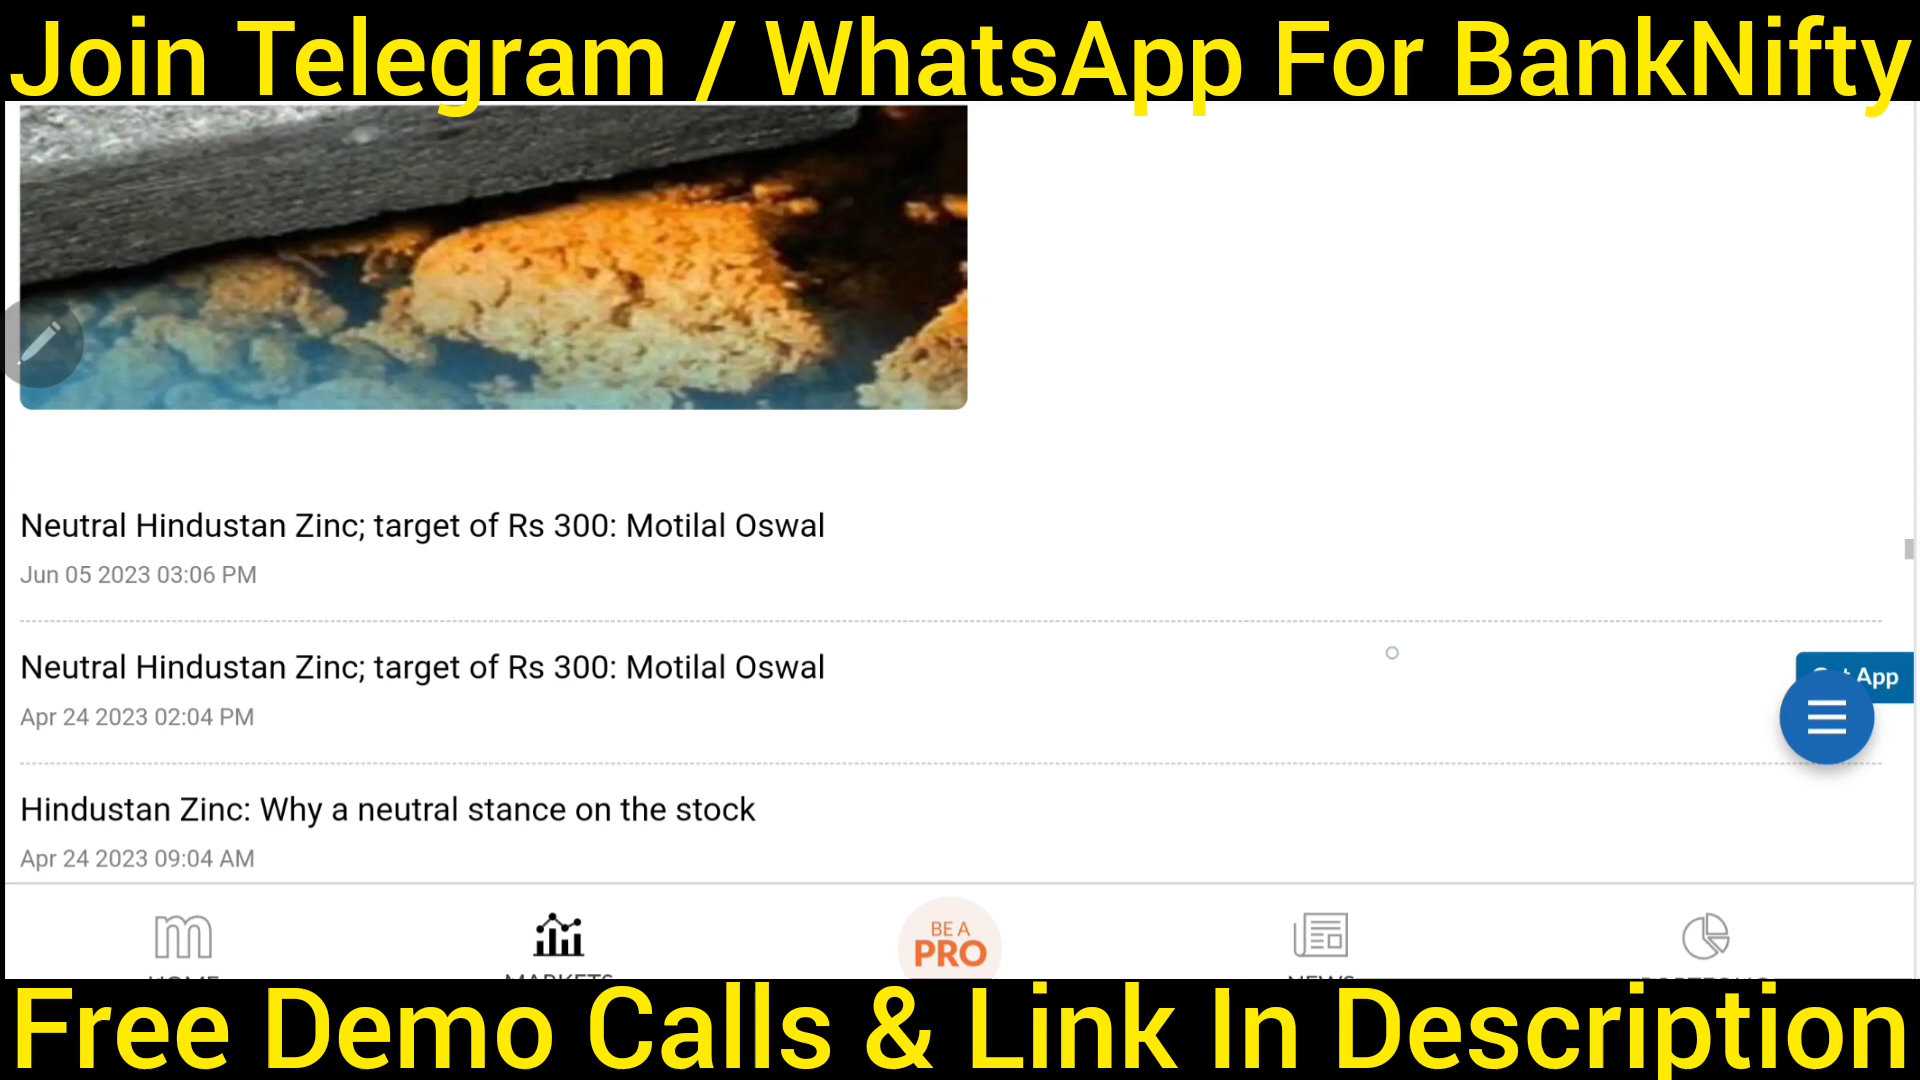 Join Telegram / WhatsApp For BankNifty
Neutral Hindustan Zinc; target of Rs 300: Motilal Oswal
Jun 05 2023 03:06 PM
Neutral Hindustan Zinc; target of Rs 300: Motilal Oswal
Apr 24 2023 02:04 PM
App
Hindustan Zinc: Why a neutral stance on the stock
Apr 24 2023 09:04 AM
m
BE A
PRO
HOME MARKETS NEWS
Free Demo Calls & Link In Description